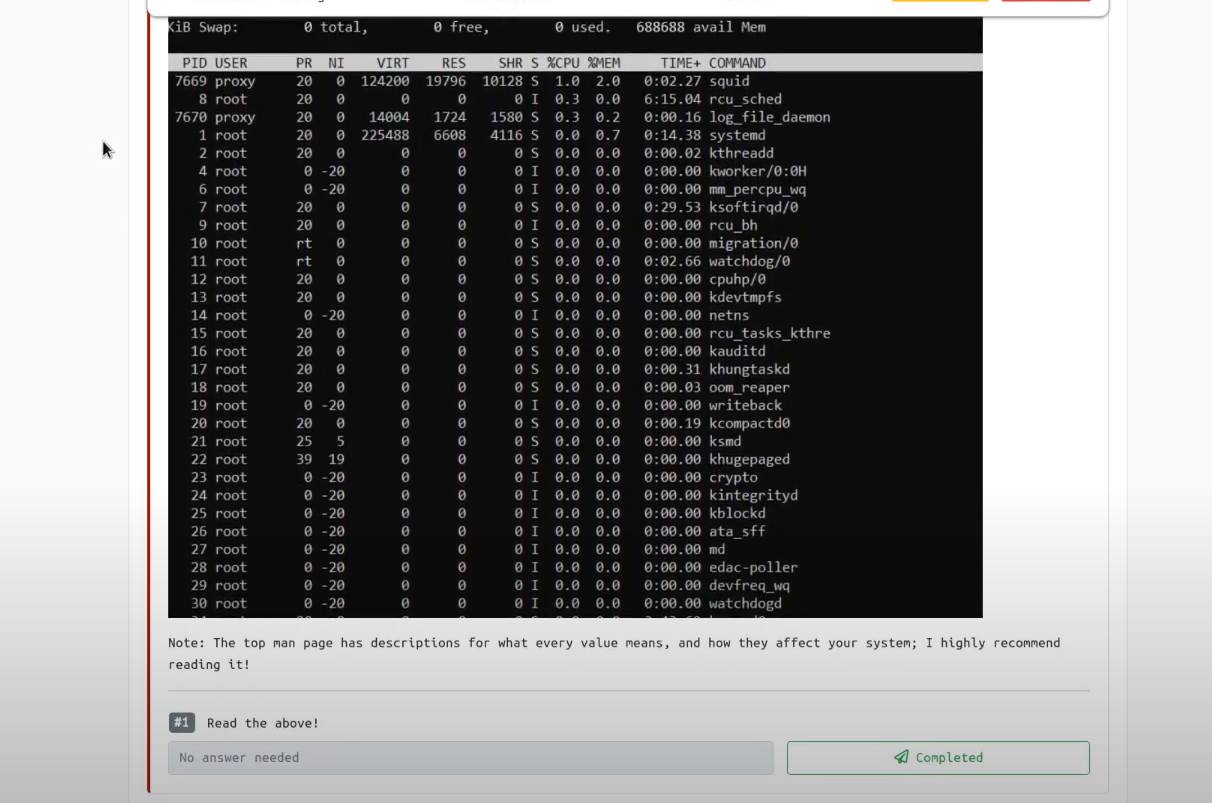 KiB Swap: 0 total, 0 free, 0 used. 688688 avail Mem
PID USER PR NI VIRT RES SHR S %CPU %MEM TIME+ COMMAND
7669 proxy 20 0 124200 19796 10128 S 1.0 2.0 0:02.27 squid
8 root 20 0 0 0 0 I 0.3 0.0 6:15.04 rcu_sched
7670 proxy 20 0 14004 1724 1580 S 0.3 0.2 0:00.16 log_file_daemon
1 root 20 0 225488 6608 4116 S 0.0 0.7 0:14.38 systemd
2 root 20 0 0 0 0 S 0.0 0.0 0:00.02 kthreadd
4 root 0 -20 0 0 0 I 0.0 0.0 0:00.00 kworker/0:0H
6 root 0 -20 0 0 0 I 0.0 0.0 0:00.00 mm_percpu_wq
7 root 20 0 0 0 0 S 0.0 0.0 0:29.53 ksoftirqd/0
9 root 20 0 0 0 0 I 0.0 0.0 0:00.00 rcu_bh
10 root rt 0 0 0 0 S 0.0 0.0 0:00.00 migration/0
11 root rt 0 0 0 0 S 0.0 0.0 0:02.66 watchdog/0
12 root 20 0 0 0 0 S 0.0 0.0 0:00.00 cpuhp/0
13 root 20 0 0 0 0 S 0.0 0.0 0:00.00 kdevtmpfs
14 root 0 -20 0 0 0 I 0.0 0.0 0:00.00 netns
15 root 20 0 0 0 0 S 0.0 0.0 0:00.00 rcu_tasks_kthre
16 root 20 0 0 0 0 S 0.0 0.0 0:00.00 kauditd
17 root 20 0 0 0 0 S 0.0 0.0 0:00.31 khungtaskd
18 root 20 0 0 0 0 S 0.0 0.0 0:00.03 oom_reaper
19 root 0 -20 0 0 0 I 0.0 0.0 0:00.00 writeback
20 root 20 0 0 0 0 S 0.0 0.0 0:00.19 kcompactd0
21 root 25 5 0 0 0 S 0.0 0.0 0:00.00 ksmd
22 root 39 19 0 0 0 S 0.0 0.0 0:00.00 khugepaged
23 root 0 -20 0 0 0 I 0.0 0.0 0:00.00 crypto
24 root 0 -20 0 0 0 I 0.0 0.0 0:00.00 kintegrityd
25 root 0 -20 0 0 0 I 0.0 0.0 0:00.00 kblockd
26 root 0 -20 0 0 0 I 0.0 0.0 0:00.00 ata_sff
27 root 0 -20 0 0 0 I 0.0 0.0 0:00.00 md
28 root 0 -20 0 0 0 I 0.0 0.0 0:00.00 edac-poller
29 root 0 -20 0 0 0 I 0.0 0.0 0:00.00 devfreq_wq
30 root 0 -20 0 0 0 I 0.0 0.0 0:00.00 watchdogd
Note: The top man page has descriptions for what every value means, and how they affect your system; I highly recommend
reading it!
#1 Read the above!
No answer needed
Completed